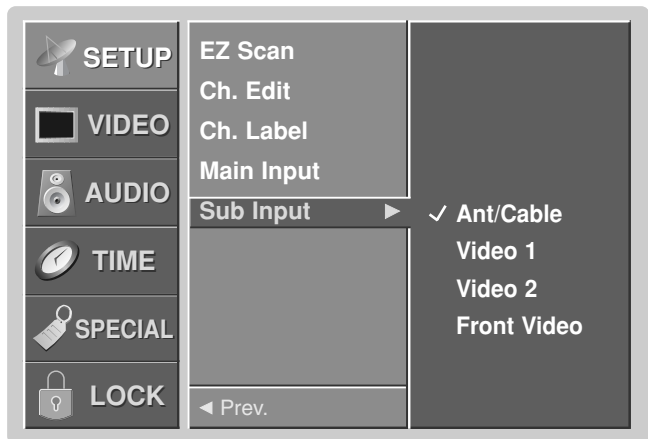 SETUP
VIDEO
AUDIO
TIME
SPECIAL
LOCK
EZ Scan
Ch. Edit
Ch. Label
Main Input
Sub Input ►
◄ Prev.
✓ Ant/Cable
Video 1
Video 2
Front Video